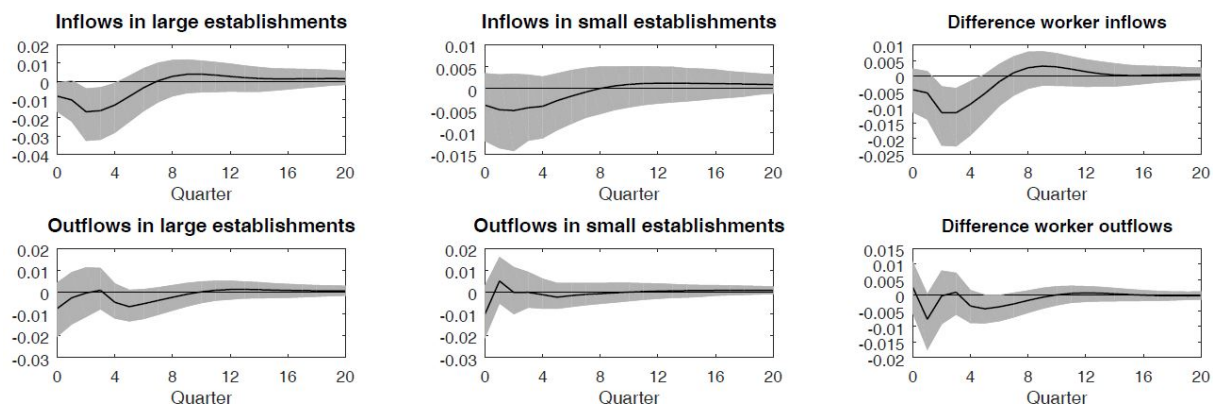 Inflows in large establishments
0.02
0.01
0
-0.01
-0.02
-0.03
-0.04
0 4 8 12 16 20
Quarter
Inflows in small establishments
0.01
0.005
0
-0.005
-0.01
-0.015
0 4 8 12 16 20
Quarter
Difference worker inflows
0.01
0.005
0
-0.005
-0.01
-0.015
-0.02
-0.025
0 4 8 12 16 20
Quarter
Outflows in large establishments
0.02
0.01
0
-0.01
-0.02
-0.03
0 4 8 12 16 20
Quarter
Outflows in small establishments
0.02
0.01
0
-0.01
-0.02
-0.03
0 4 8 12 16 20
Quarter
Difference worker outflows
0.015
0.01
0.005
0
-0.005
-0.01
-0.015
-0.02
0 4 8 12 16 20
Quarter